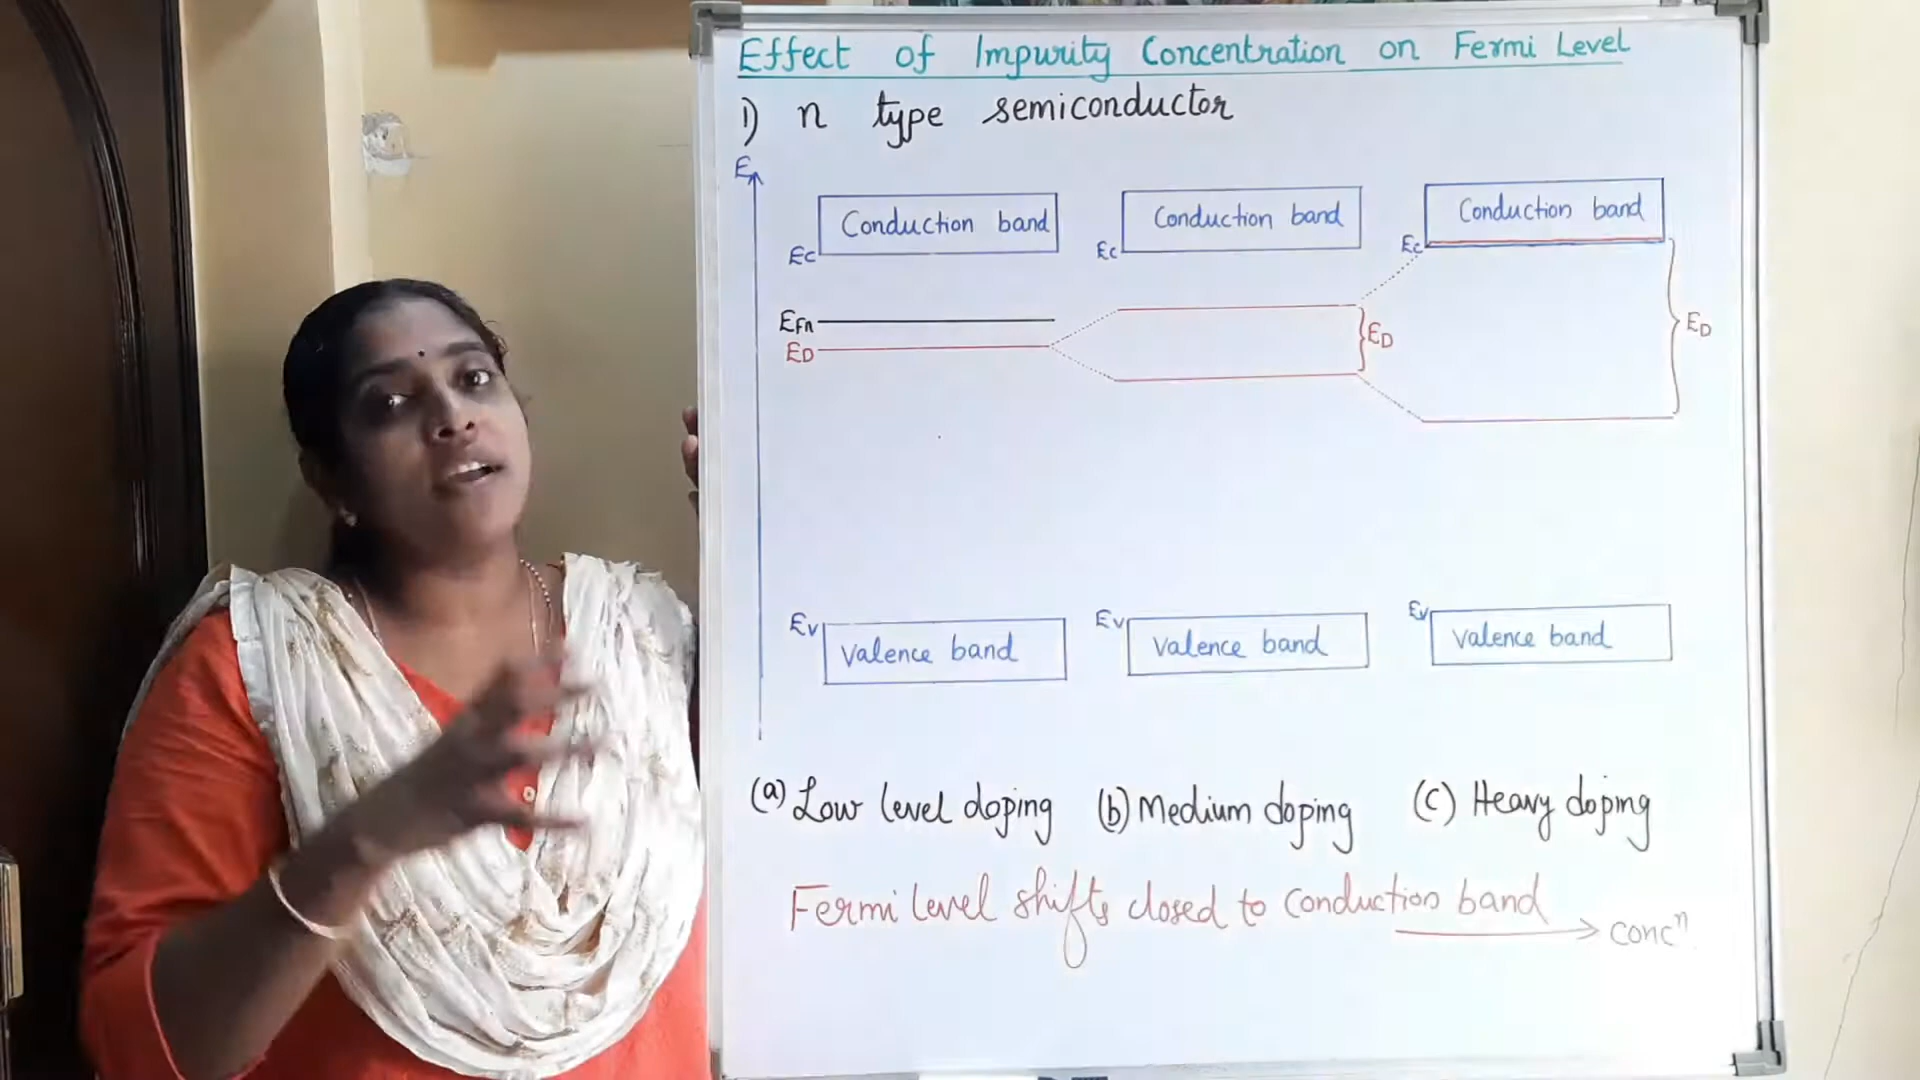 Effect of Impurity Concentration on Fermi Level
1) n type semiconductor
E
Conduction band
Conduction band
Conduction band
Ec
Ec
Ec
EFn
ED
ED
ED
Ev
Ev
Ev
Valence band
Valence band
Valence band
(a) Low level doping (b) Medium doping (c) Heavy doping
Fermi Level shifts closed to conduction band
concⁿ